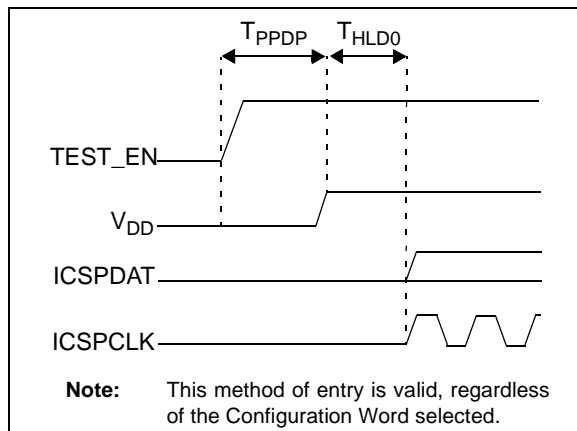 TPPDP THLD0
TEST_EN
VDD
ICSPDAT
ICSPCLK
Note: This method of entry is valid, regardless
of the Configuration Word selected.